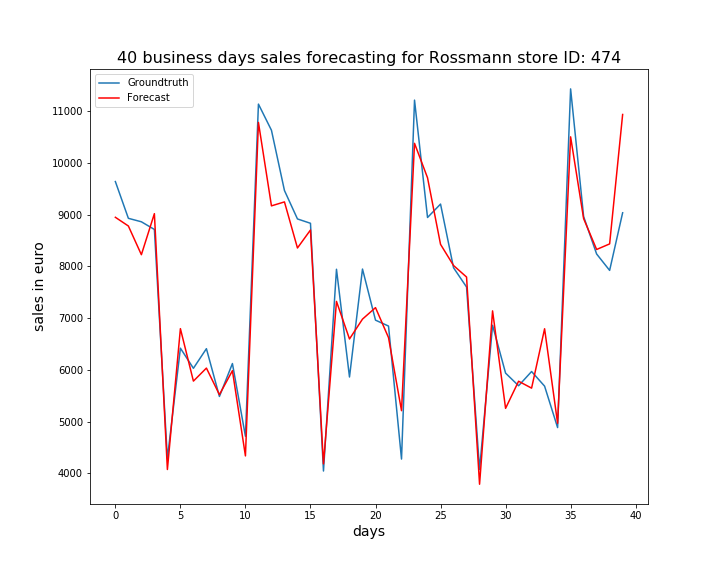 40 business days sales forecasting for Rossmann store ID: 474
Groundtruth
Forecast
11000
10000
9000
8000
7000
6000
5000
4000
sales in euro
0 5 10 15 20 25 30 35 40
days